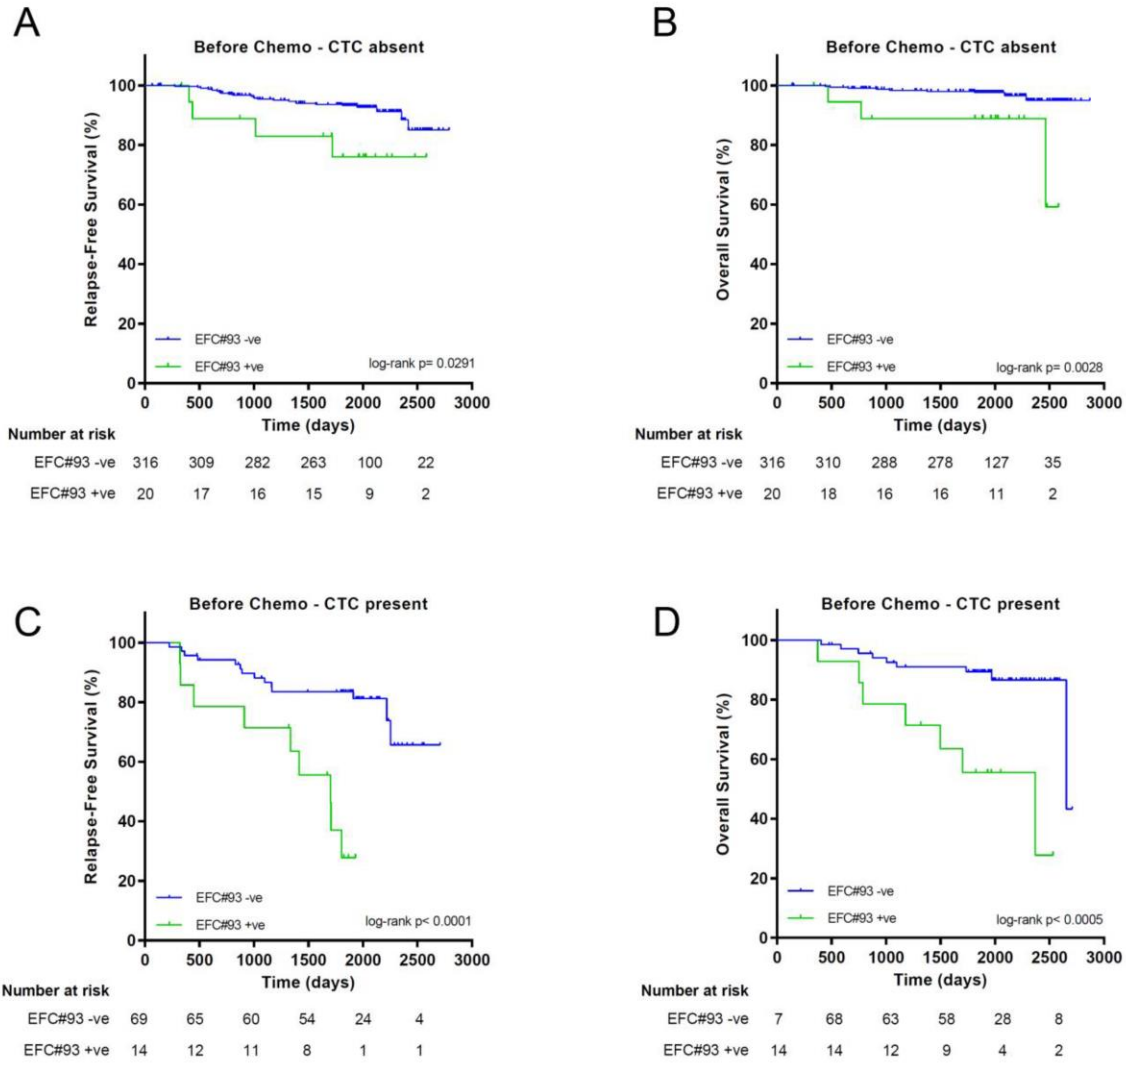 A
Before Chemo - CTC absent
Relapse-Free Survival (%)
100
80
60
40
20
0
EFC#93 -ve
EFC#93 +ve
log-rank p= 0.0291
0 500 1000 1500 2000 2500 3000
Time (days)
Number at risk
EFC#93 -ve 316 309 282 263 100 22
EFC#93 +ve 20 17 16 15 9 2
B
Before Chemo - CTC absent
Overall Survival (%)
100
80
60
40
20
0
EFC#93 -ve
EFC#93 +ve
log-rank p= 0.0028
0 500 1000 1500 2000 2500 3000
Time (days)
Number at risk
EFC#93 -ve 316 310 288 278 127 35
EFC#93 +ve 20 18 16 16 11 2
C
Before Chemo - CTC present
Relapse-Free Survival (%)
100
80
60
40
20
0
EFC#93 -ve
EFC#93 +ve
log-rank p< 0.0001
0 500 1000 1500 2000 2500 3000
Time (days)
Number at risk
EFC#93 -ve 69 65 60 54 24 4
EFC#93 +ve 14 12 11 8 1 1
D
Before Chemo - CTC present
Overall Survival (%)
100
80
60
40
20
0
EFC#93 -ve
EFC#93 +ve
log-rank p< 0.0005
0 500 1000 1500 2000 2500 3000
Time (days)
Number at risk
EFC#93 -ve 7 68 63 58 28 8
EFC#93 +ve 14 14 12 9 4 2